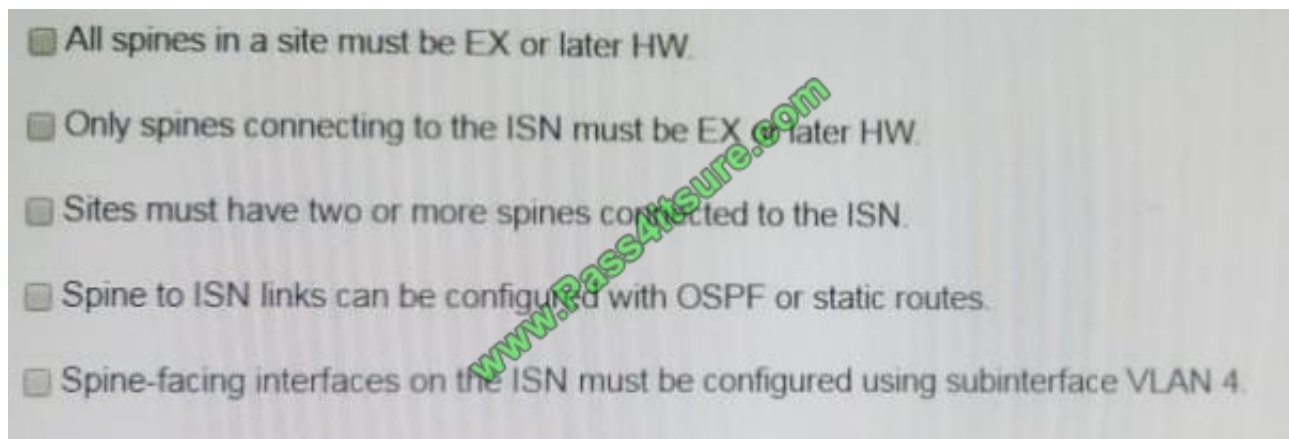 All spines in a site must be EX or later HW.
Only spines connecting to the ISN must be EX or later HW.
Sites must have two or more spines connected to the ISN.
Spine to ISN links can be configured with OSPF or static routes.
Spine-facing interfaces on the ISN must be configured using subinterface VLAN 4.
www.Pass4itsure.com